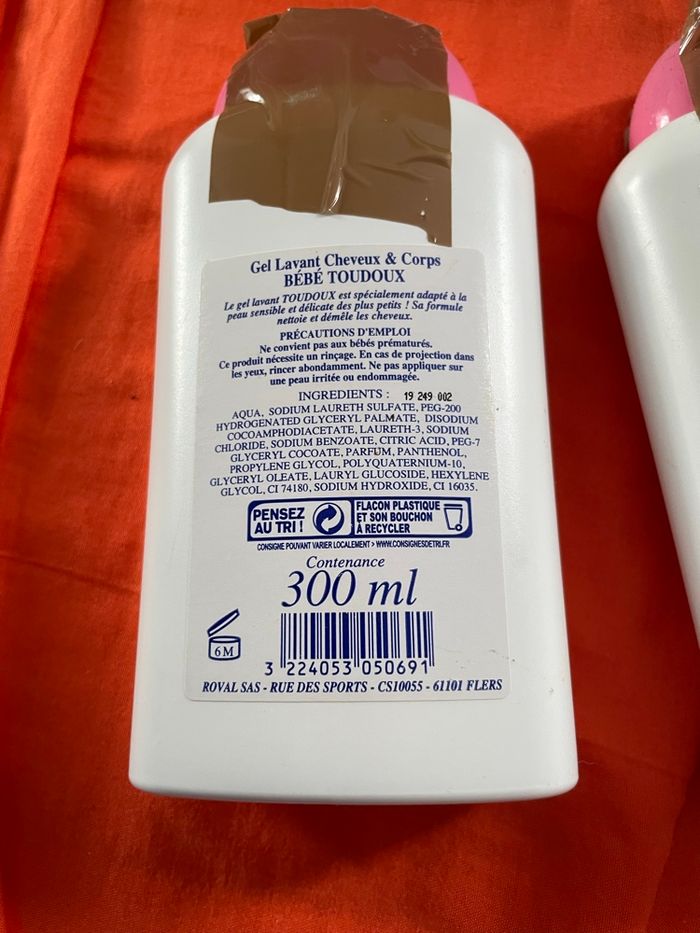 Gel Lavant Cheveux & Corps
BÉBÉ TOUDOUX
Le gel lavant TOUDOUX est spécialement adapté à la
peau sensible et délicate des plus petits ! Sa formule
nettoie et démêle les cheveux.
PRÉCAUTIONS D'EMPLOI
Ne convient pas aux bébés prématurés.
Ce produit nécessite un rinçage. En cas de projection dans
les yeux, rincer abondamment. Ne pas appliquer sur
une peau irritée ou endommagée.
INGREDIENTS : 19 249 002
AQUA, SODIUM LAURETH SULFATE, PEG-200
HYDROGENATED GLYCERYL PALMATE, DISODIUM
COCOAMPHODIACETATE, LAURETH-3, SODIUM
CHLORIDE, SODIUM BENZOATE, CITRIC ACID, PEG-7
GLYCERYL COCOATE, PARFUM, PANTHENOL,
PROPYLENE GLYCOL, POLYQUATERNIUM-10,
GLYCERYL OLEATE, LAURYL GLUCOSIDE, HEXYLENE
GLYCOL, CI 74180, SODIUM HYDROXIDE, CI 16035.
PENSEZ AU TRI !
FLACON PLASTIQUE
ET SON BOUCHON
À RECYCLER
CONSIGNE POUVANT VARIER LOCALEMENT > WWW.CONSIGNESDETRI.FR
Contenance
300 ml
6 M
3 224053 050691
ROVAL SAS - RUE DES SPORTS - CS10055 - 61101 FLERS